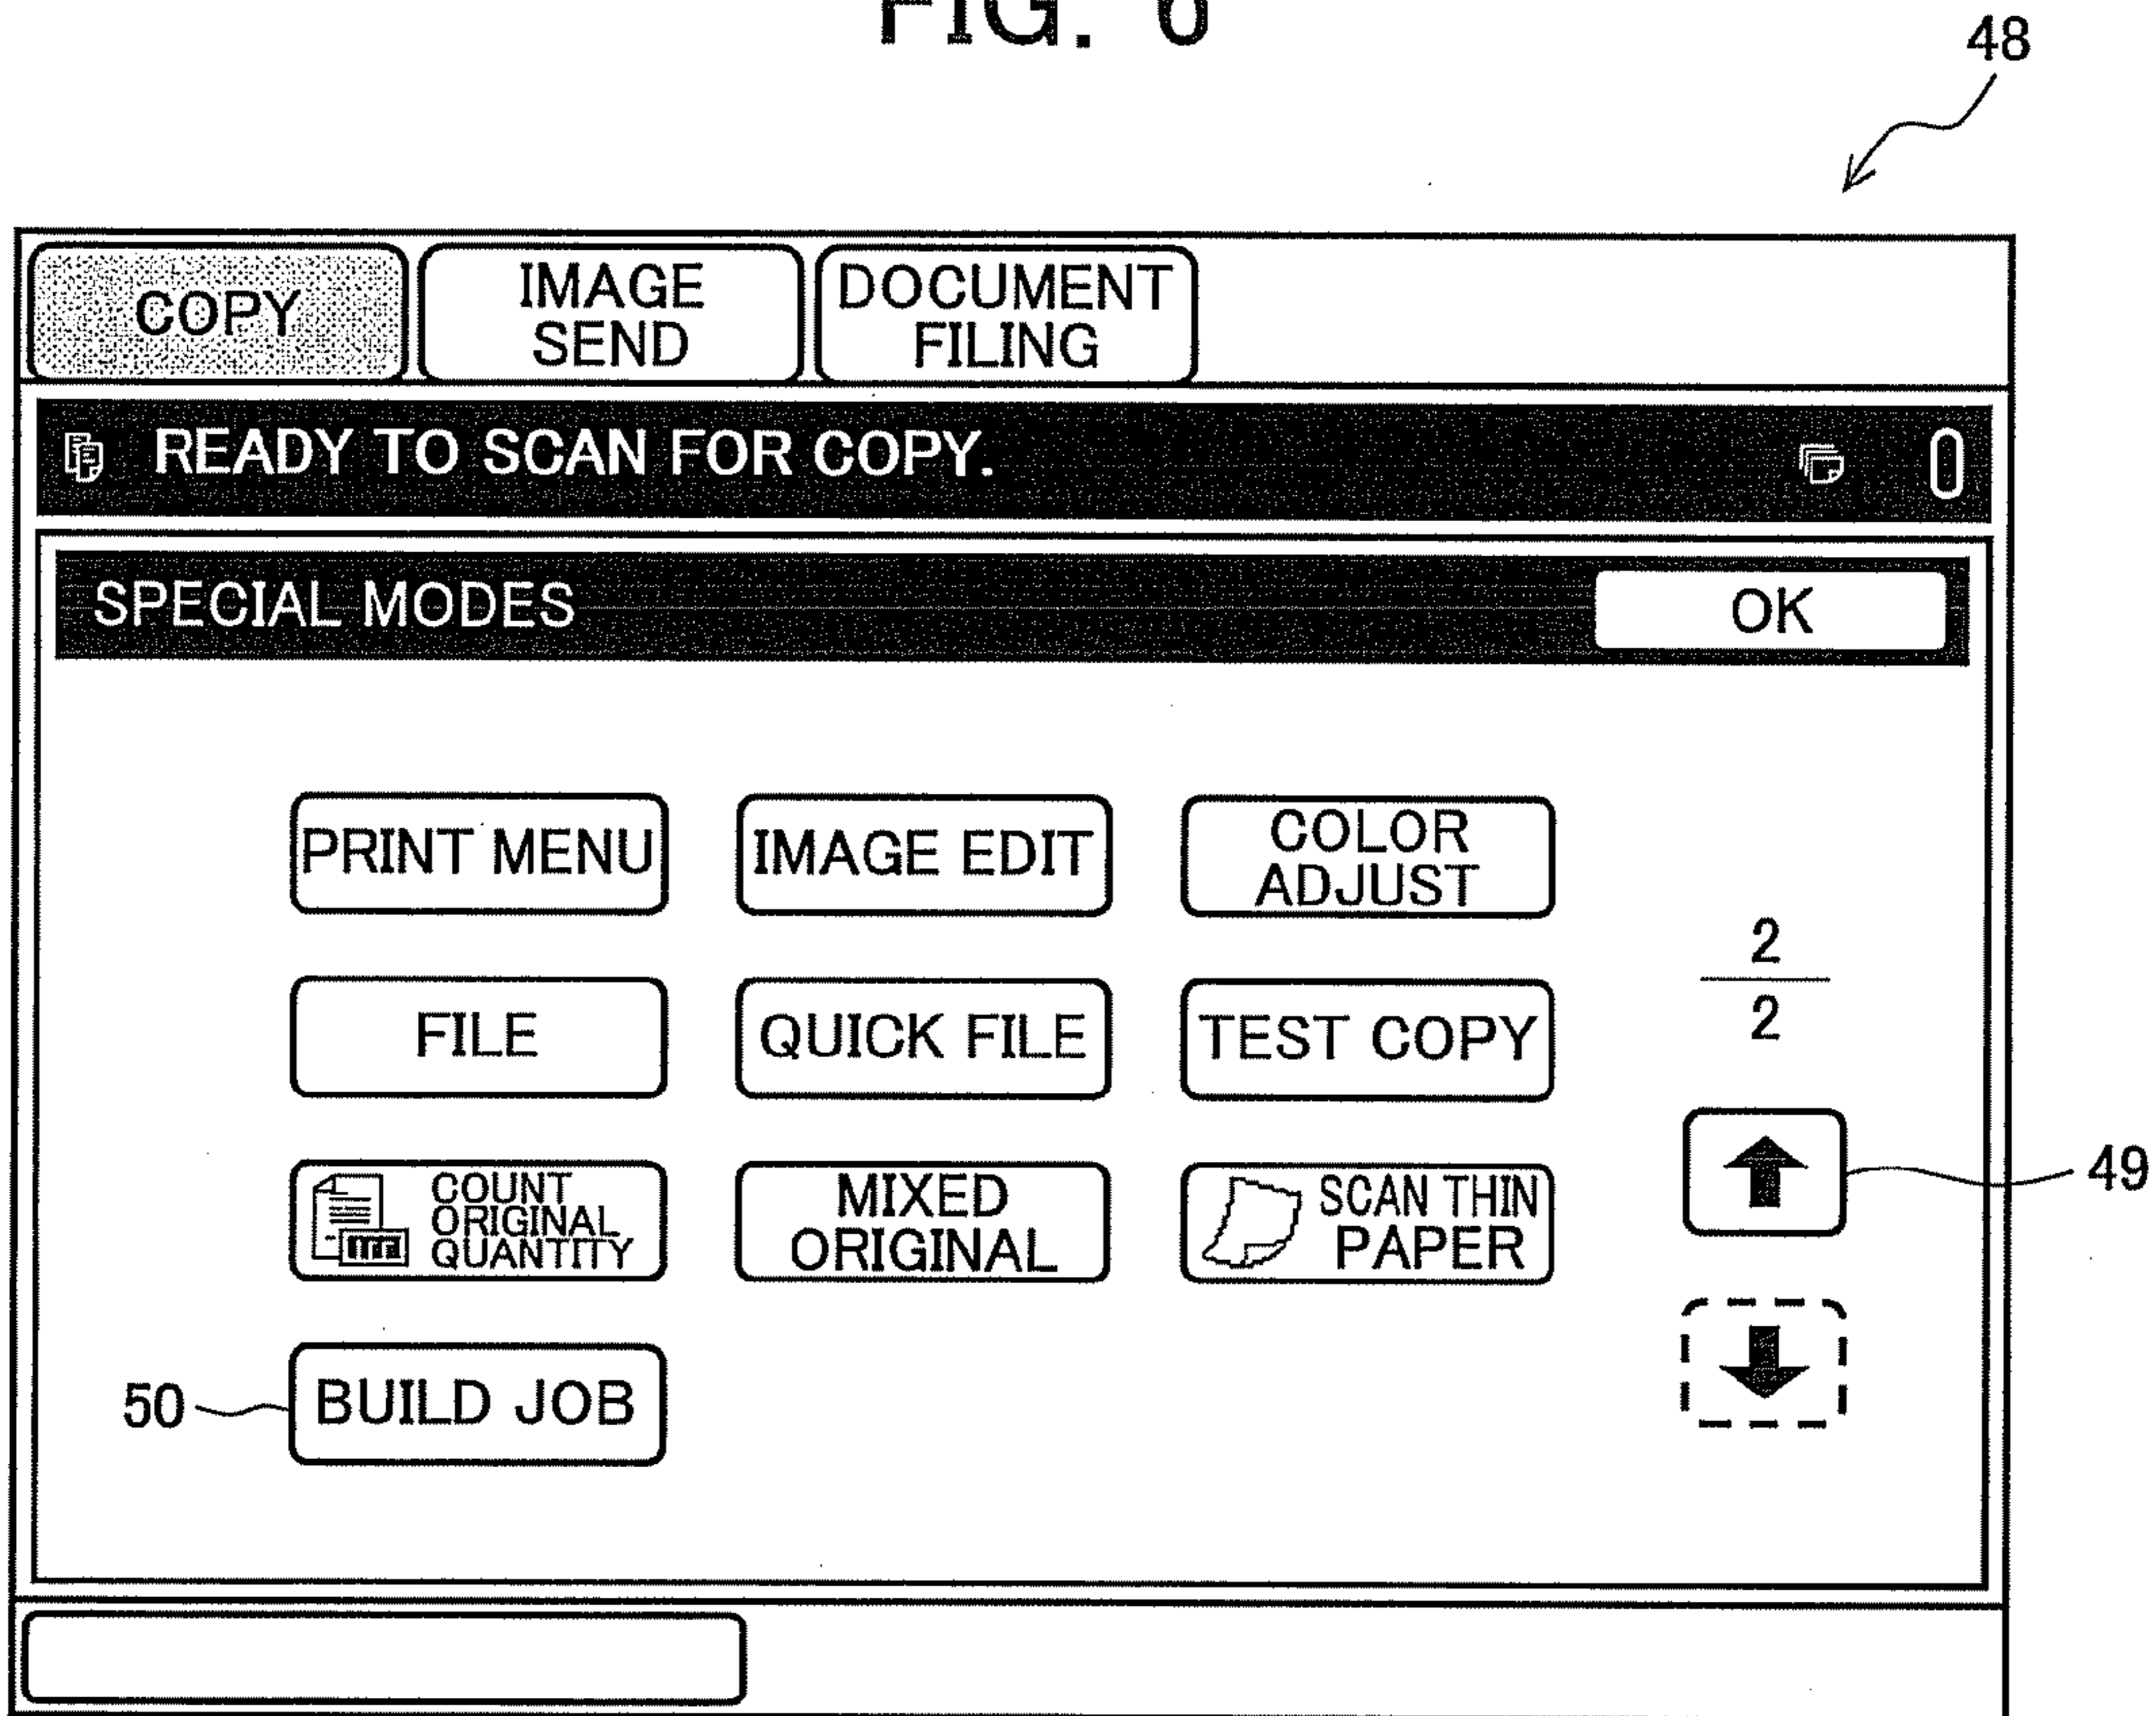 FIG. 6
48
COPY
IMAGE
SEND
DOCUMENT
FILING
READY TO SCAN FOR COPY.
0
SPECIAL MODES
OK
PRINT MENU
IMAGE EDIT
COLOR
ADJUST
2
2
FILE
QUICK FILE
TEST COPY
COUNT
ORIGINAL
QUANTITY
MIXED
ORIGINAL
SCAN THIN
PAPER
49
50
BUILD JOB